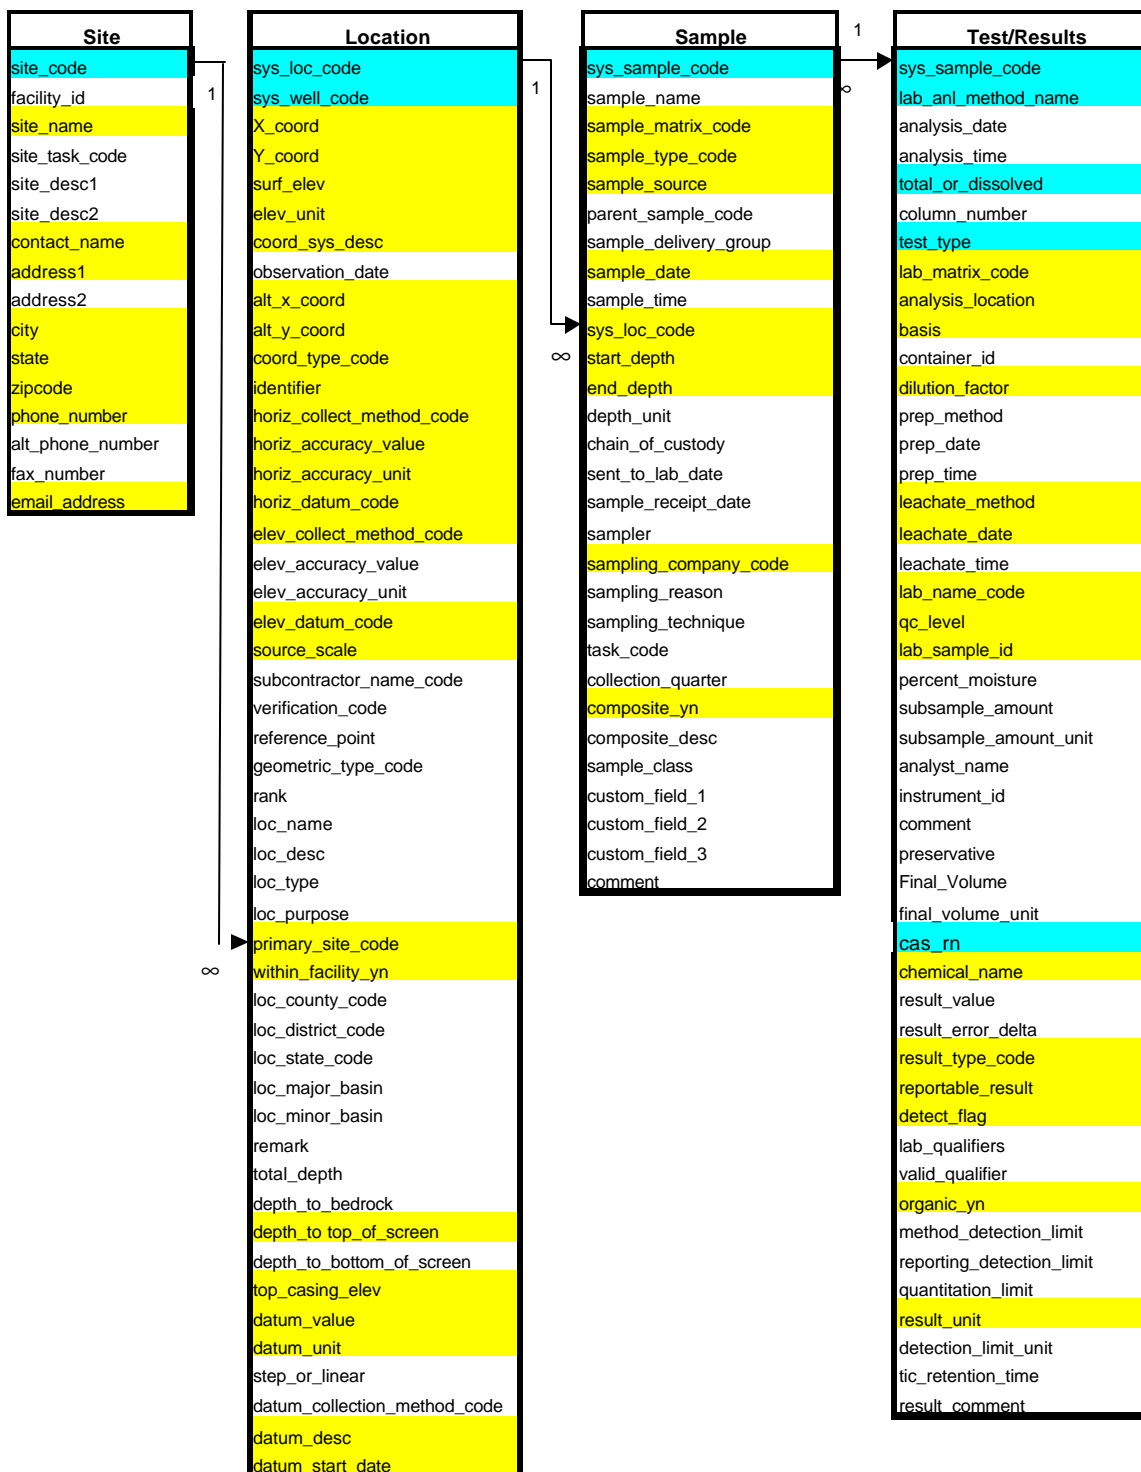 Site
site_code
facility_id
site_name
site_task_code
site_desc1
site_desc2
contact_name
address1
address2
city
state
zipcode
phone_number
alt_phone_number
fax_number
email_address
1
∞
Location
sys_loc_code
sys_well_code
X_coord
Y_coord
surf_elev
elev_unit
coord_sys_desc
observation_date
alt_x_coord
alt_y_coord
coord_type_code
identifier
horiz_collect_method_code
horiz_accuracy_value
horiz_accuracy_unit
horiz_datum_code
elev_collect_method_code
elev_accuracy_value
elev_accuracy_unit
elev_datum_code
source_scale
subcontractor_name_code
verification_code
reference_point
geometric_type_code
rank
loc_name
loc_desc
loc_type
loc_purpose
primary_site_code
within_facility_yn
loc_county_code
loc_district_code
loc_state_code
loc_major_basin
loc_minor_basin
remark
total_depth
depth_to_bedrock
depth_to top_of_screen
depth_to_bottom_of_screen
top_casing_elev
datum_value
datum_unit
step_or_linear
datum_collection_method_code
datum_desc
datum_start_date
1
∞
Sample
sys_sample_code
sample_name
sample_matrix_code
sample_type_code
sample_source
parent_sample_code
sample_delivery_group
sample_date
sample_time
sys_loc_code
start_depth
end_depth
depth_unit
chain_of_custody
sent_to_lab_date
sample_receipt_date
sampler
sampling_company_code
sampling_reason
sampling_technique
task_code
collection_quarter
composite_yn
composite_desc
sample_class
custom_field_1
custom_field_2
custom_field_3
comment
1
∞
Test/Results
sys_sample_code
lab_anl_method_name
analysis_date
analysis_time
total_or_dissolved
column_number
test_type
lab_matrix_code
analysis_location
basis
container_id
dilution_factor
prep_method
prep_date
prep_time
leachate_method
leachate_date
leachate_time
lab_name_code
qc_level
lab_sample_id
percent_moisture
subsample_amount
subsample_amount_unit
analyst_name
instrument_id
comment
preservative
Final_Volume
final_volume_unit
cas_rn
chemical_name
result_value
result_error_delta
result_type_code
reportable_result
detect_flag
lab_qualifiers
valid_qualifier
organic_yn
method_detection_limit
reporting_detection_limit
quantitation_limit
result_unit
detection_limit_unit
tic_retention_time
result_comment